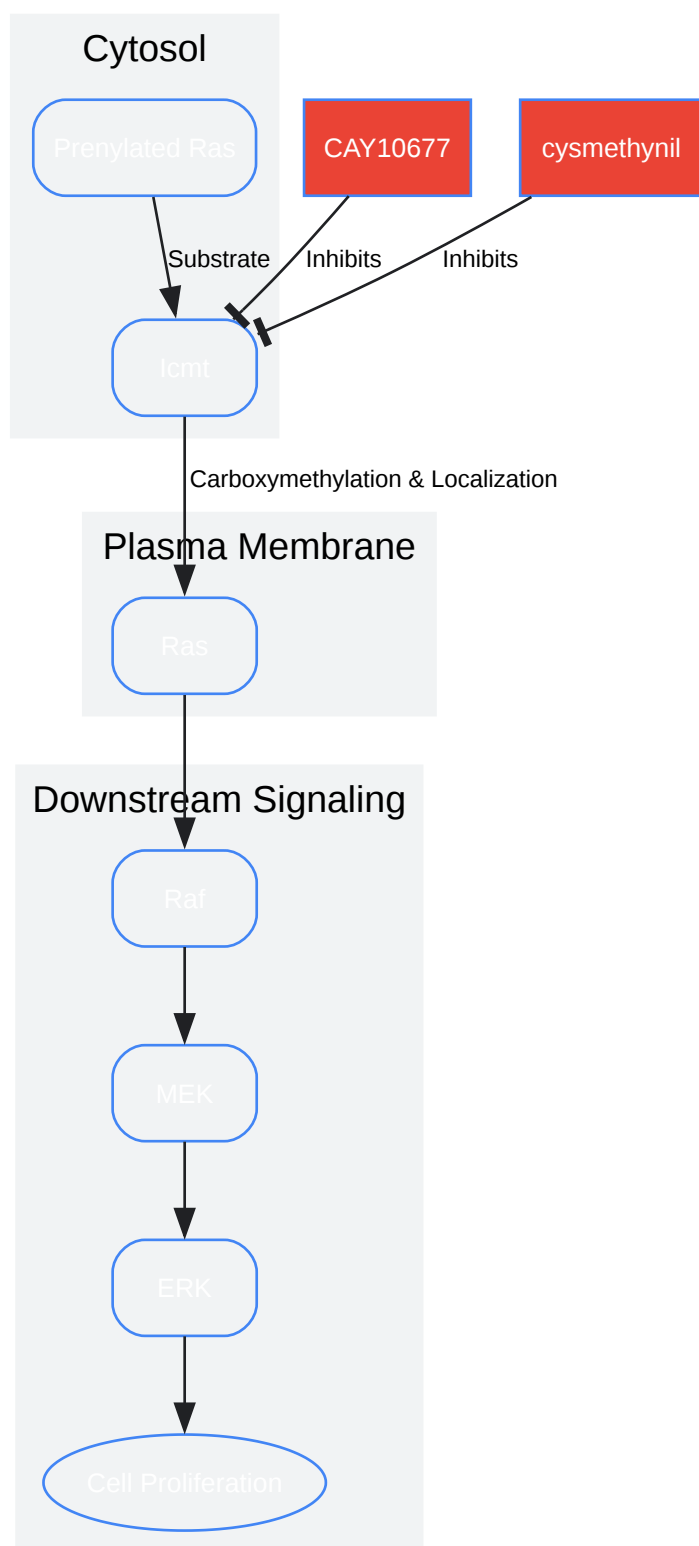 Cytosol
Prenylated Ras
CAY10677
cysmethynil
Substrate
Inhibits
Inhibits
Icmt
Carboxymethylation & Localization
Plasma Membrane
Ras
Downstream Signaling
Raf
MEK
ERK
Cell Proliferation